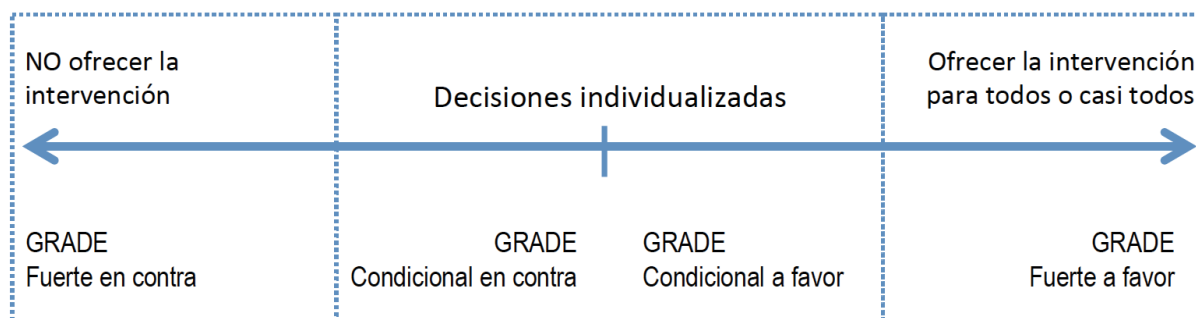 NO ofrecer la
intervención
Decisiones individualizadas
Ofrecer la intervención
para todos o casi todos
GRADE
Fuerte en contra
GRADE
Condicional en contra
GRADE
Condicional a favor
GRADE
Fuerte a favor